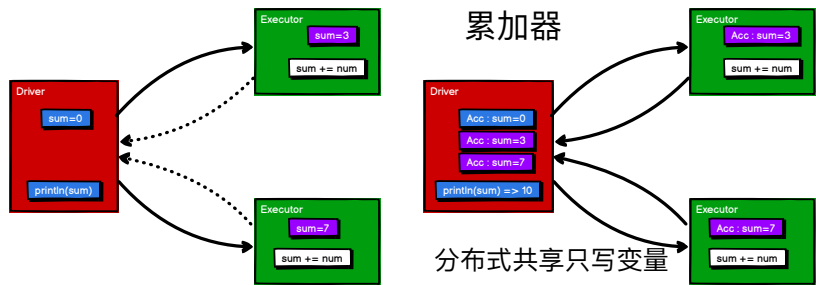 Executor
sum=3
sum += num
Driver
sum=0
println(sum)
Executor
sum=7
sum += num
累加器
Executor
Acc : sum=3
sum += num
Driver
Acc : sum=0
Acc : sum=3
Acc : sum=7
println(sum) => 10
Executor
Acc : sum=7
sum += num
分布式共享只写变量